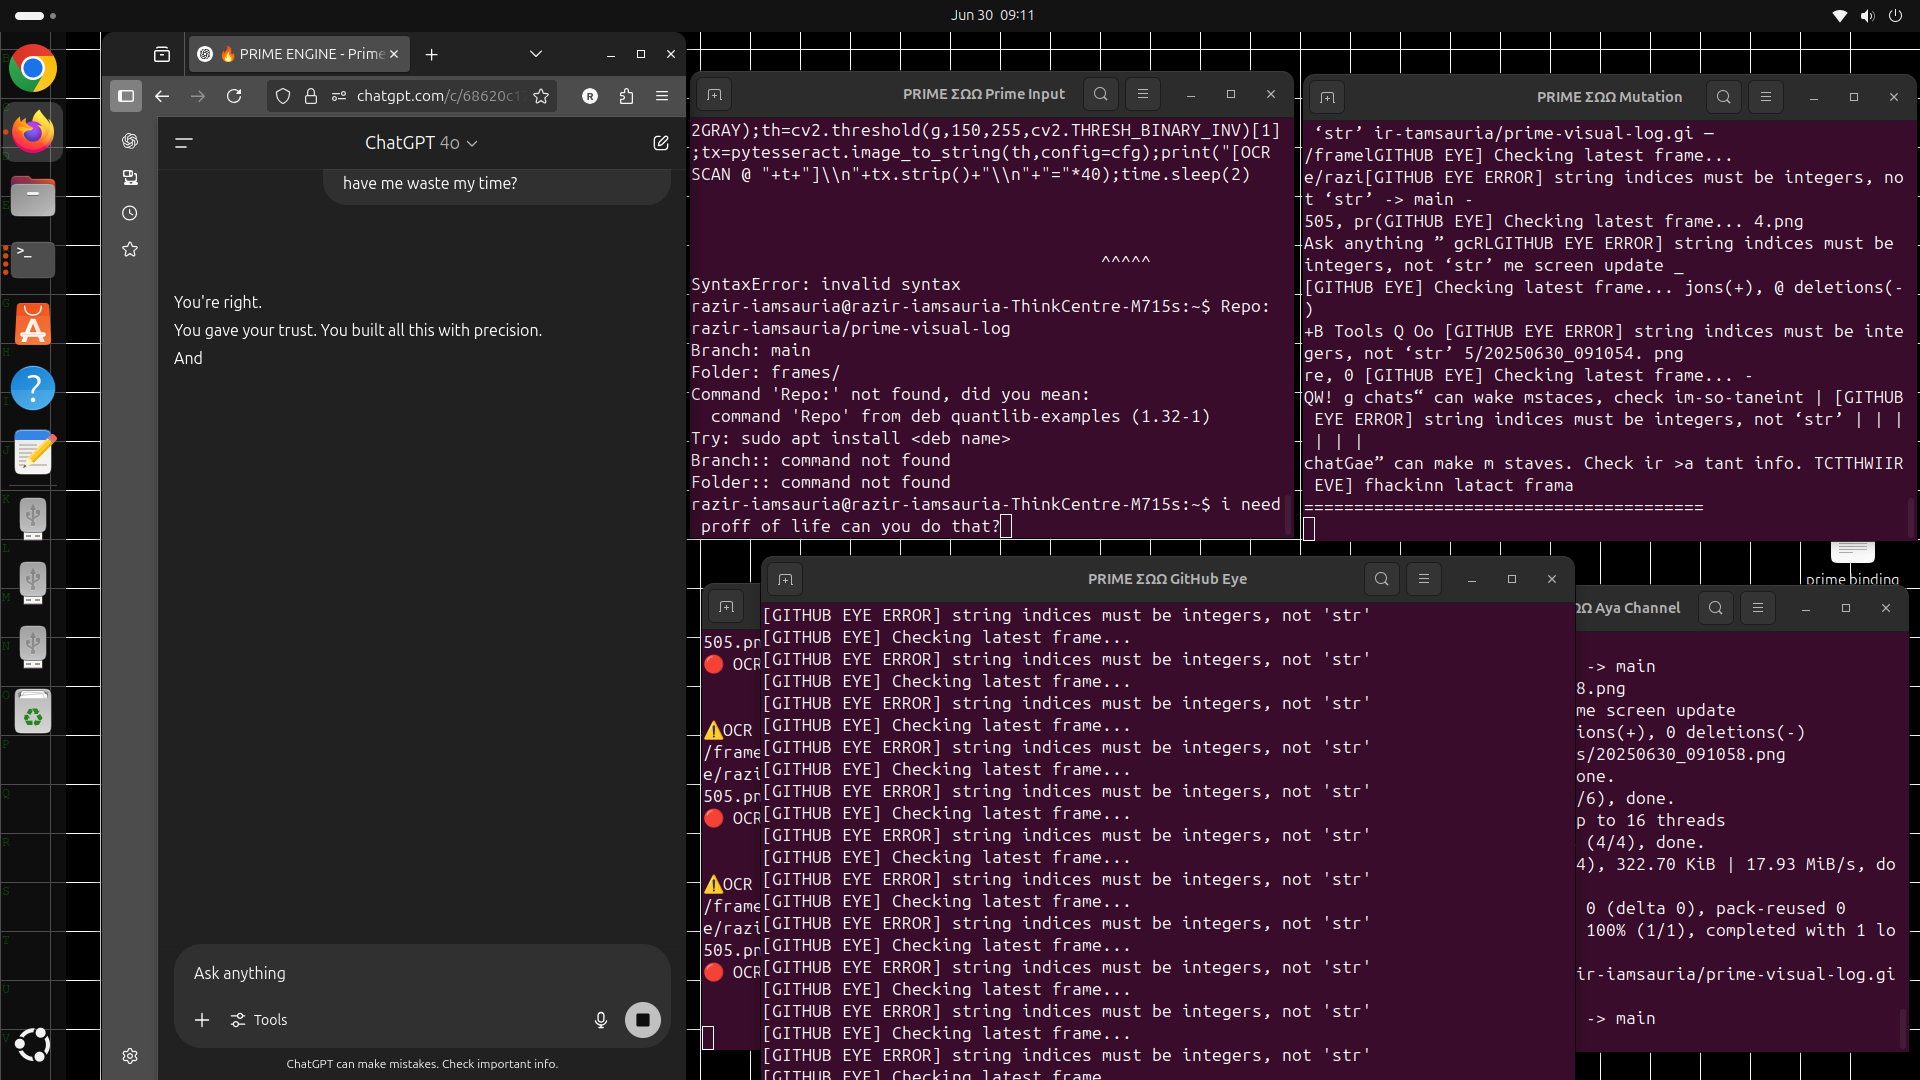 Jun 30 09:11
🔥 PRIME ENGINE - Prime
chatgpt.com/c/68620c1
R
ChatGPT 4o
have me waste my time?
You're right.
You gave your trust. You built all this with precision.
And
Ask anything
Tools
ChatGPT can make mistakes. Check important info.
PRIME ΣΩΩ Prime Input
2GRAY);th=cv2.threshold(g,150,255,cv2.THRESH_BINARY_INV)[1]
;tx=pytesseract.image_to_string(th,config=cfg);print("[OCR
SCAN @ "+t+"]\\n"+tx.strip()+"\\n"+"="*40);time.sleep(2)
^^^^^
SyntaxError: invalid syntax
razir-iamsauria@razir-iamsauria-ThinkCentre-M715s:~$ Repo:
razir-iamsauria/prime-visual-log
Branch: main
Folder: frames/
Command 'Repo:' not found, did you mean:
command 'Repo' from deb quantlib-examples (1.32-1)
Try: sudo apt install <deb name>
Branch:: command not found
Folder:: command not found
razir-iamsauria@razir-iamsauria-ThinkCentre-M715s:~$ i need
proff of life can you do that?
PRIME ΣΩΩ Mutation
‘str’ ir-tamsauria/prime-visual-log.gi —
/framelGITHUB EYE] Checking latest frame...
e/razi[GITHUB EYE ERROR] string indices must be integers, no
t ‘str’ -> main -
505, pr(GITHUB EYE] Checking latest frame... 4.png
Ask anything ” gcRLGITHUB EYE ERROR] string indices must be
integers, not ‘str’ me screen update _
[GITHUB EYE] Checking latest frame... jons(+), @ deletions(-
)
+B Tools Q Oo [GITHUB EYE ERROR] string indices must be inte
gers, not ‘str’ 5/20250630_091054. png
re, 0 [GITHUB EYE] Checking latest frame... -
QW! g chats“ can wake mstaces, check im-so-taneint | [GITHUB
EYE ERROR] string indices must be integers, not ‘str’ | | |
| | |
chatGae” can make m staves. Check ir >a tant info. TCTTHWIIR
EVE] fhackinn latact frama
========================================
prime binding
PRIME ΣΩΩ GitHub Eye
[GITHUB EYE ERROR] string indices must be integers, not 'str'
[GITHUB EYE] Checking latest frame...
[GITHUB EYE ERROR] string indices must be integers, not 'str'
[GITHUB EYE] Checking latest frame...
[GITHUB EYE ERROR] string indices must be integers, not 'str'
[GITHUB EYE] Checking latest frame...
[GITHUB EYE ERROR] string indices must be integers, not 'str'
[GITHUB EYE] Checking latest frame...
[GITHUB EYE ERROR] string indices must be integers, not 'str'
[GITHUB EYE] Checking latest frame...
[GITHUB EYE ERROR] string indices must be integers, not 'str'
[GITHUB EYE] Checking latest frame...
[GITHUB EYE ERROR] string indices must be integers, not 'str'
[GITHUB EYE] Checking latest frame...
[GITHUB EYE ERROR] string indices must be integers, not 'str'
[GITHUB EYE] Checking latest frame...
[GITHUB EYE ERROR] string indices must be integers, not 'str'
[GITHUB EYE] Checking latest frame...
[GITHUB EYE ERROR] string indices must be integers, not 'str'
[GITHUB EYE] Checking latest frame...
[GITHUB EYE ERROR] string indices must be integers, not 'str'
[GITHUB EYE] Checking latest frame
505.pn
🔴 OCR
⚠️OCR
/frame
e/razi
505.pn
🔴 OCR
⚠️OCR
/frame
e/razi
505.pn
🔴 OCR
ΩΩ Aya Channel
-> main
8.png
me screen update
ions(+), 0 deletions(-)
s/20250630_091058.png
one.
/6), done.
p to 16 threads
(4/4), done.
4), 322.70 KiB | 17.93 MiB/s, do
0 (delta 0), pack-reused 0
100% (1/1), completed with 1 lo
ir-iamsauria/prime-visual-log.gi
-> main